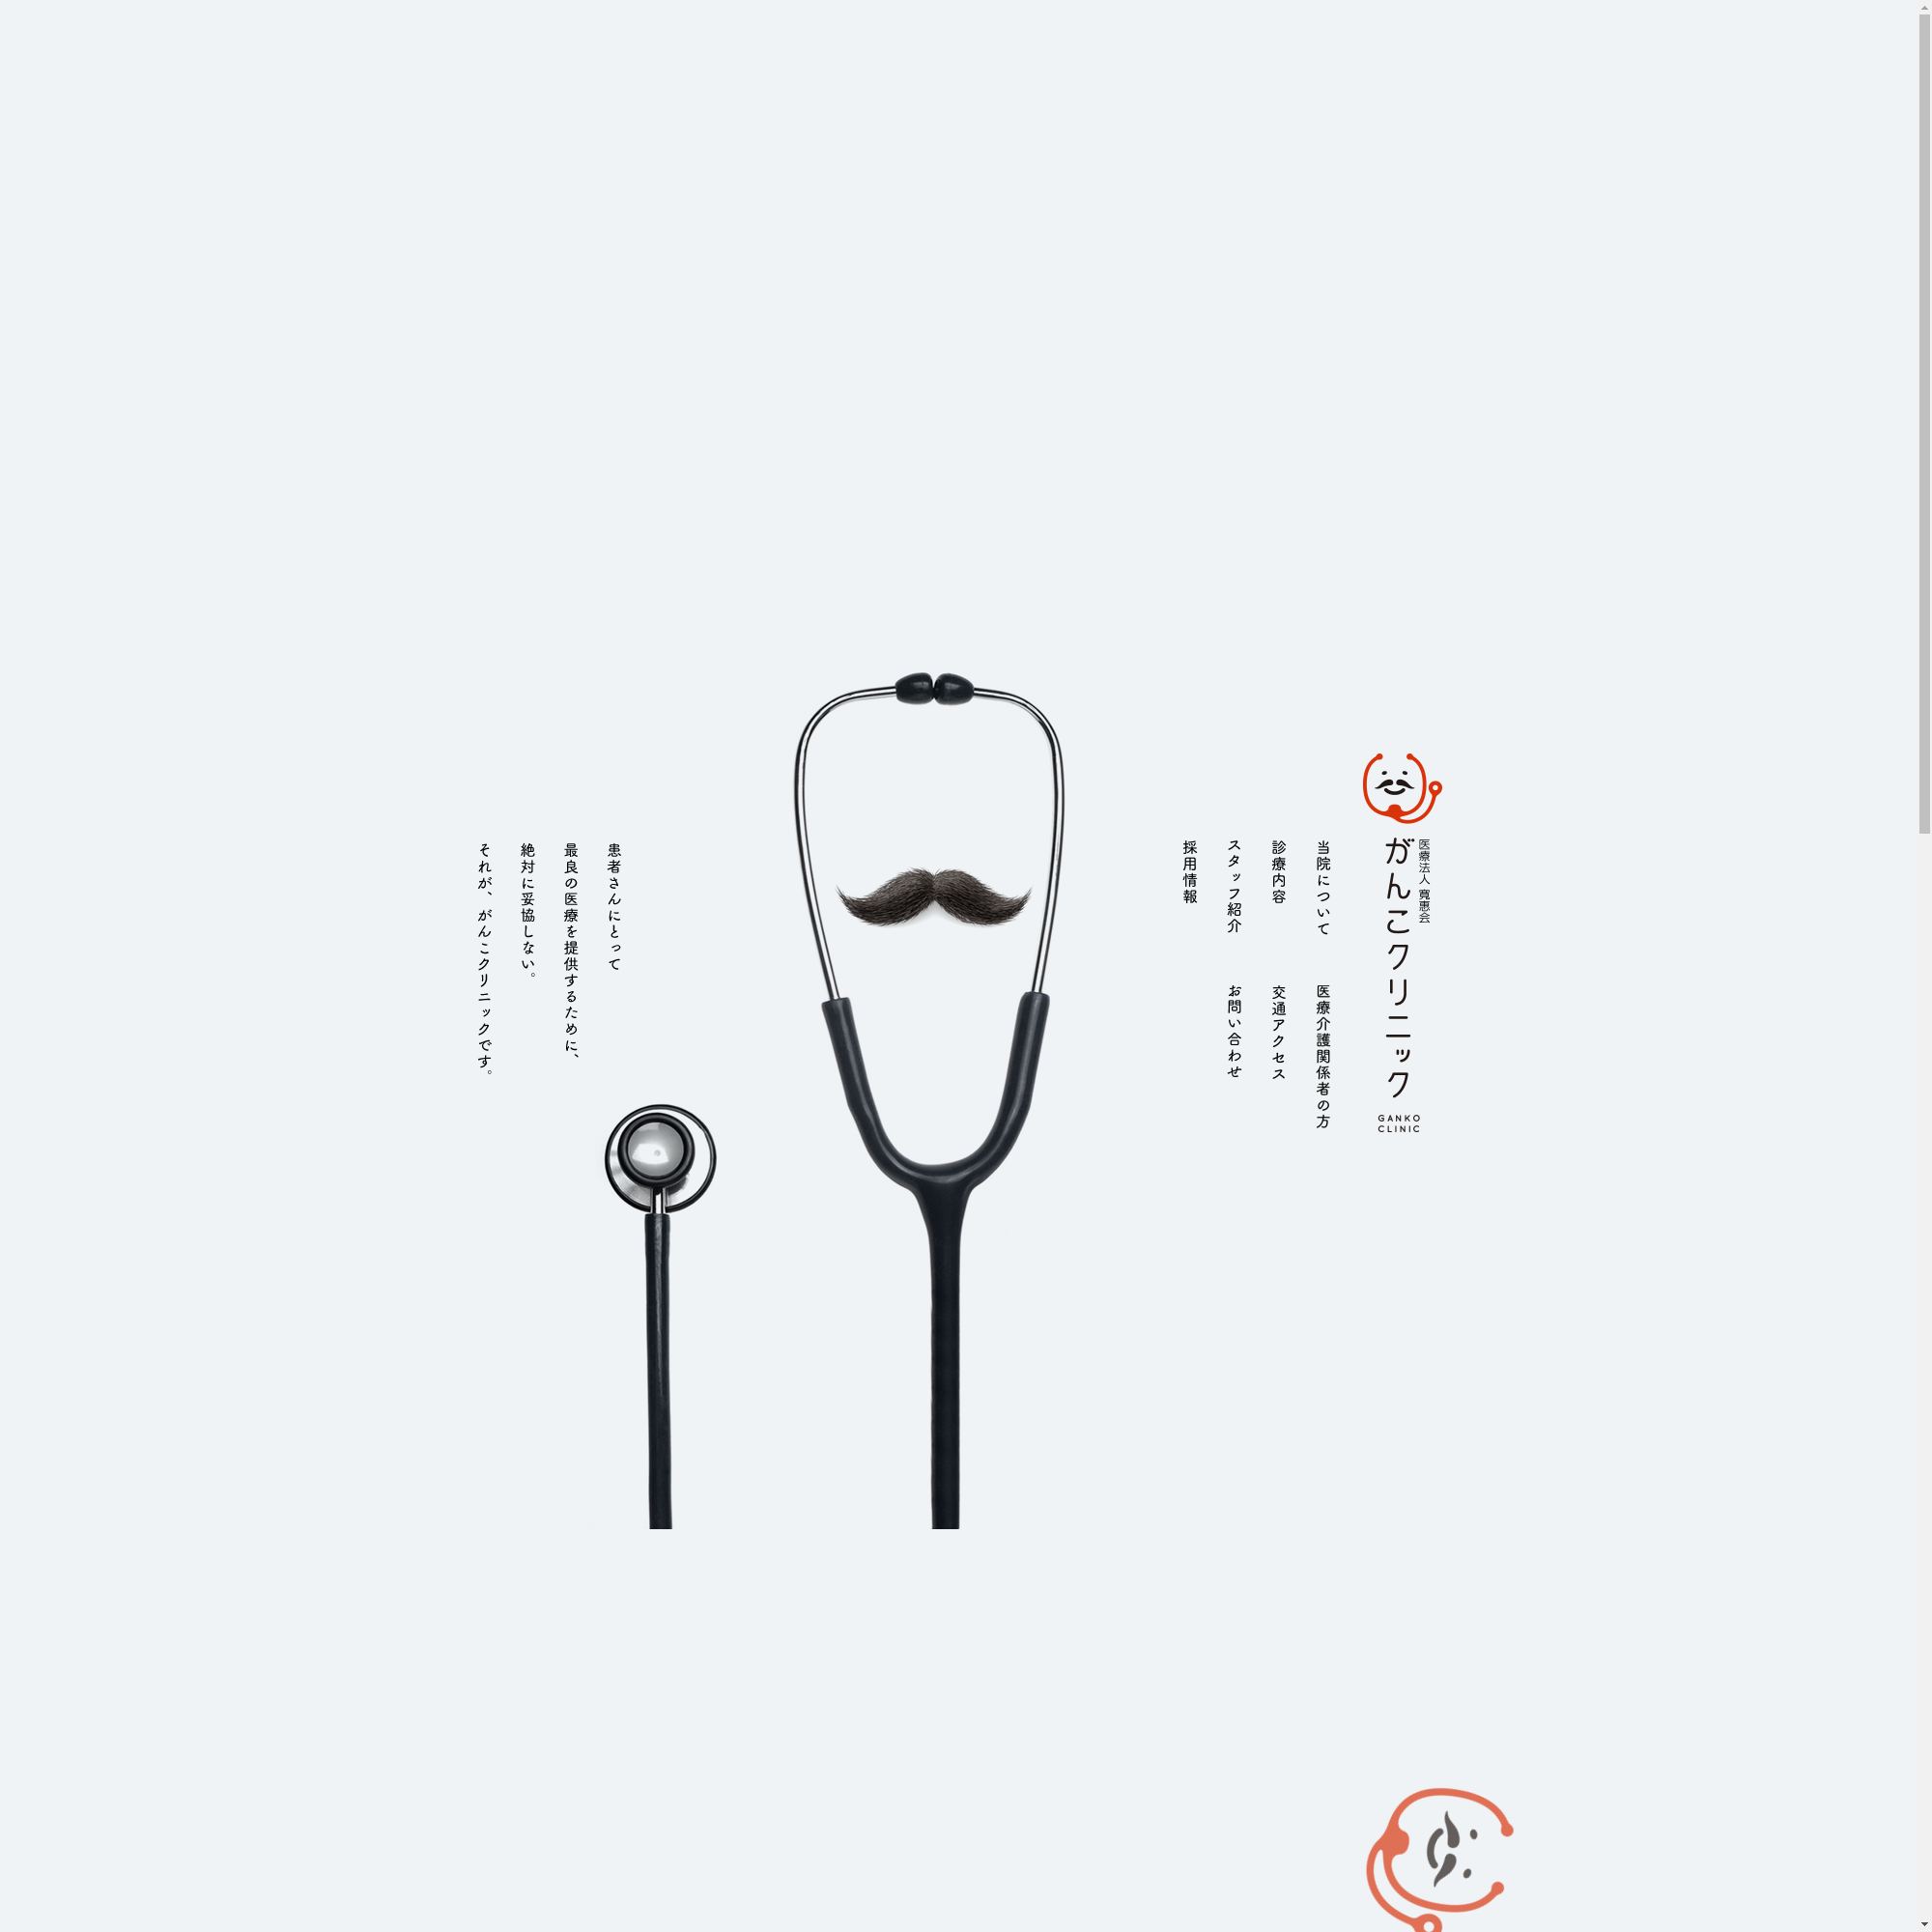 医療法人 寛惠会
がんこクリニック
GANKO
CLINIC
当院について
診療内容
スタッフ紹介
採用情報
医療介護関係者の方
交通アクセス
お問い合わせ
患者さんにとって
最良の医療を提供するために、
絶対に妥協しない。
それが、がんこクリニックです。